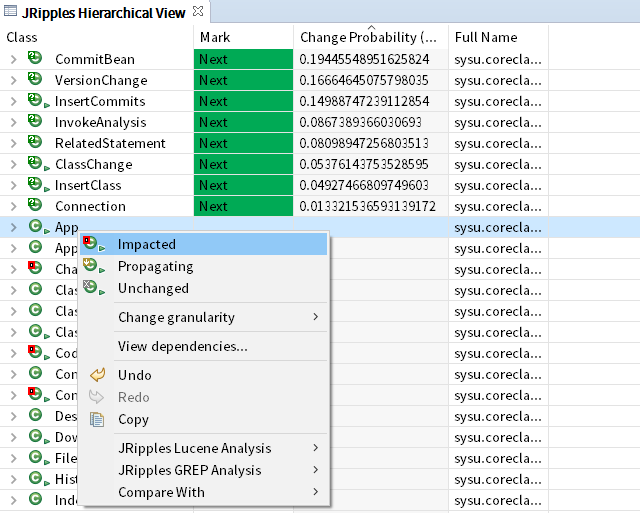 JRipples Hierarchical View
Class Mark Change Probability (... Full Name
CommitBean Next 0.19445548951625824 sysu.corecla...
VersionChange Next 0.16664645075798035 sysu.corecla...
InsertCommits Next 0.14988747239112854 sysu.corecla...
InvokeAnalysis Next 0.0867389366030693 sysu.corecla...
RelatedStatement Next 0.08098947256803513 sysu.corecla...
ClassChange Next 0.05376143753528595 sysu.corecla...
InsertClass Next 0.04927466809749603 sysu.corecla...
Connection Next 0.013321536593139172 sysu.corecla...
App sysu.corecla...
App sysu.corecla...
Cha sysu.corecla...
Clas sysu.corecla...
Clas sysu.corecla...
Clas sysu.corecla...
Cod sysu.corecla...
Con sysu.corecla...
Con sysu.corecla...
Des sysu.corecla...
Dow sysu.corecla...
File sysu.corecla...
Hist sysu.corecla...
Inde sysu.corecla...
Impacted
Propagating
Unchanged
Change granularity
View dependencies...
Undo
Redo
Copy
JRipples Lucene Analysis
JRipples GREP Analysis
Compare With